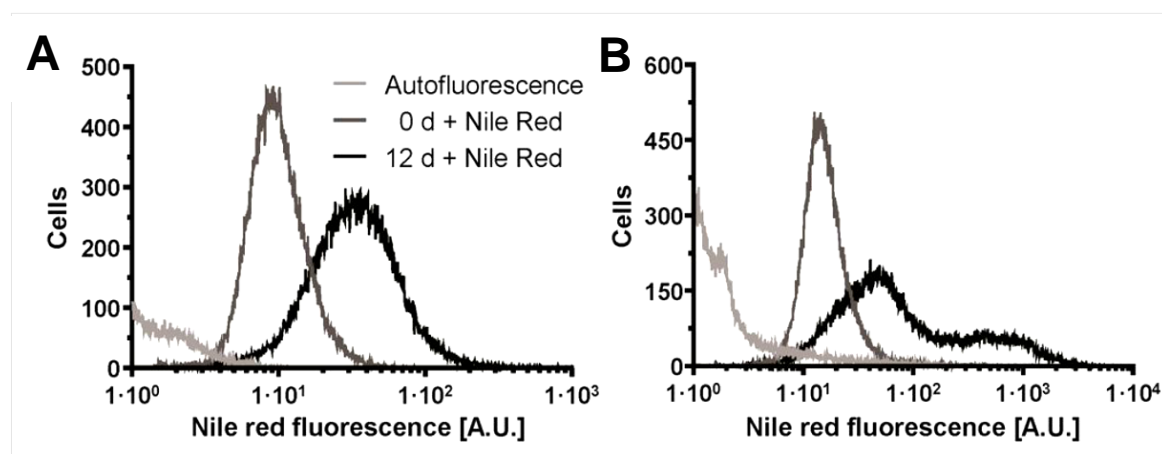 A
500
400
300
200
100
0
Cells
Autofluorescence
0 d + Nile Red
12 d + Nile Red
1·10⁰ 1·10¹ 1·10² 1·10³
Nile red fluorescence [A.U.]
B
600
450
300
150
0
Cells
1·10⁰ 1·10¹ 1·10² 1·10³ 1·10⁴
Nile red fluorescence [A.U.]